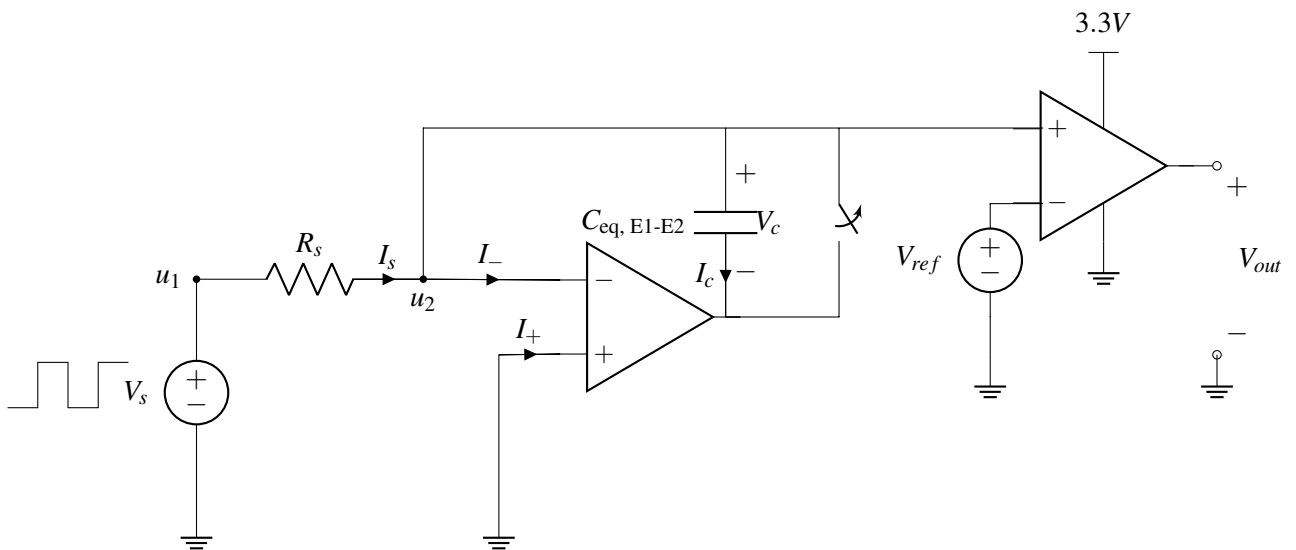 3.3V
+
+
C_eq, E1-E2
V_c
−
R_s
V_ref
+
−
V_out
+
u_1
I_s
I_−
u_2
−
I_c
−
I_+
+
V_s
+
−
−